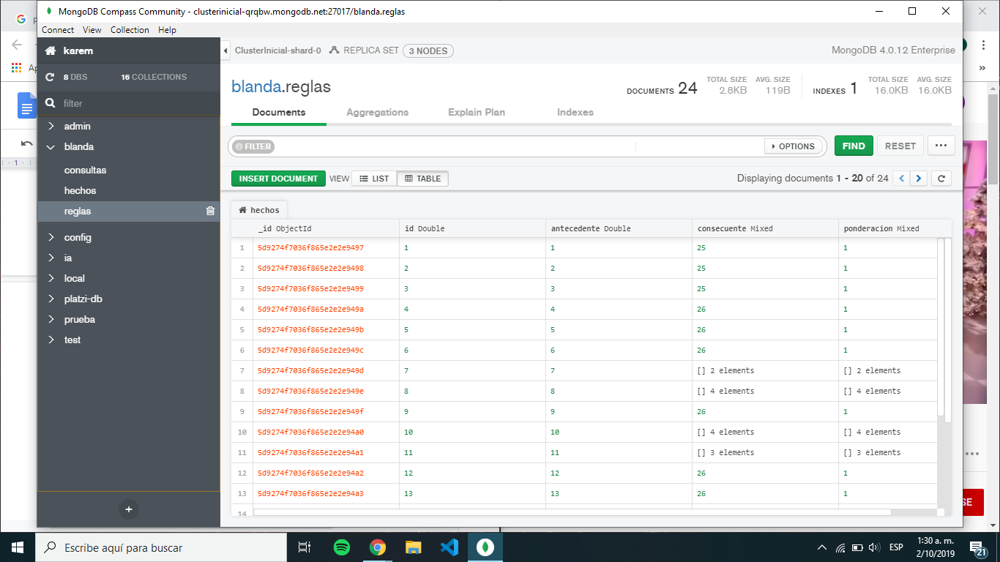 MongoDB Compass Community - clusterinicial-qrqbw.mongodb.net:27017/blanda.reglas
Connect View Collection Help
karem
8 DBS 16 COLLECTIONS
filter
admin
blanda
consultas
hechos
reglas
config
ia
local
platzi-db
prueba
test
+
ClusterInicial-shard-0 REPLICA SET 3 NODES MongoDB 4.0.12 Enterprise
blanda.reglas
DOCUMENTS 24 TOTAL SIZE 2.8KB AVG. SIZE 119B INDEXES 1 TOTAL SIZE 16.0KB AVG. SIZE 16.0KB
Documents Aggregations Explain Plan Indexes
FILTER OPTIONS FIND RESET ...
INSERT DOCUMENT VIEW LIST TABLE Displaying documents 1 - 20 of 24
hechos
_id ObjectId id Double antecedente Double consecuente Mixed ponderacion Mixed
1 5d9274f7036f865e2e2e9497 1 1 25 1
2 5d9274f7036f865e2e2e9498 2 2 25 1
3 5d9274f7036f865e2e2e9499 3 3 25 1
4 5d9274f7036f865e2e2e949a 4 4 26 1
5 5d9274f7036f865e2e2e949b 5 5 26 1
6 5d9274f7036f865e2e2e949c 6 6 26 1
7 5d9274f7036f865e2e2e949d 7 7 [] 2 elements [] 2 elements
8 5d9274f7036f865e2e2e949e 8 8 [] 4 elements [] 4 elements
9 5d9274f7036f865e2e2e949f 9 9 26 1
10 5d9274f7036f865e2e2e94a0 10 10 [] 4 elements [] 4 elements
11 5d9274f7036f865e2e2e94a1 11 11 [] 3 elements [] 3 elements
12 5d9274f7036f865e2e2e94a2 12 12 26 1
13 5d9274f7036f865e2e2e94a3 13 13 26 1
14
Escribe aquí para buscar
ESP
1:30 a. m.
2/10/2019
21